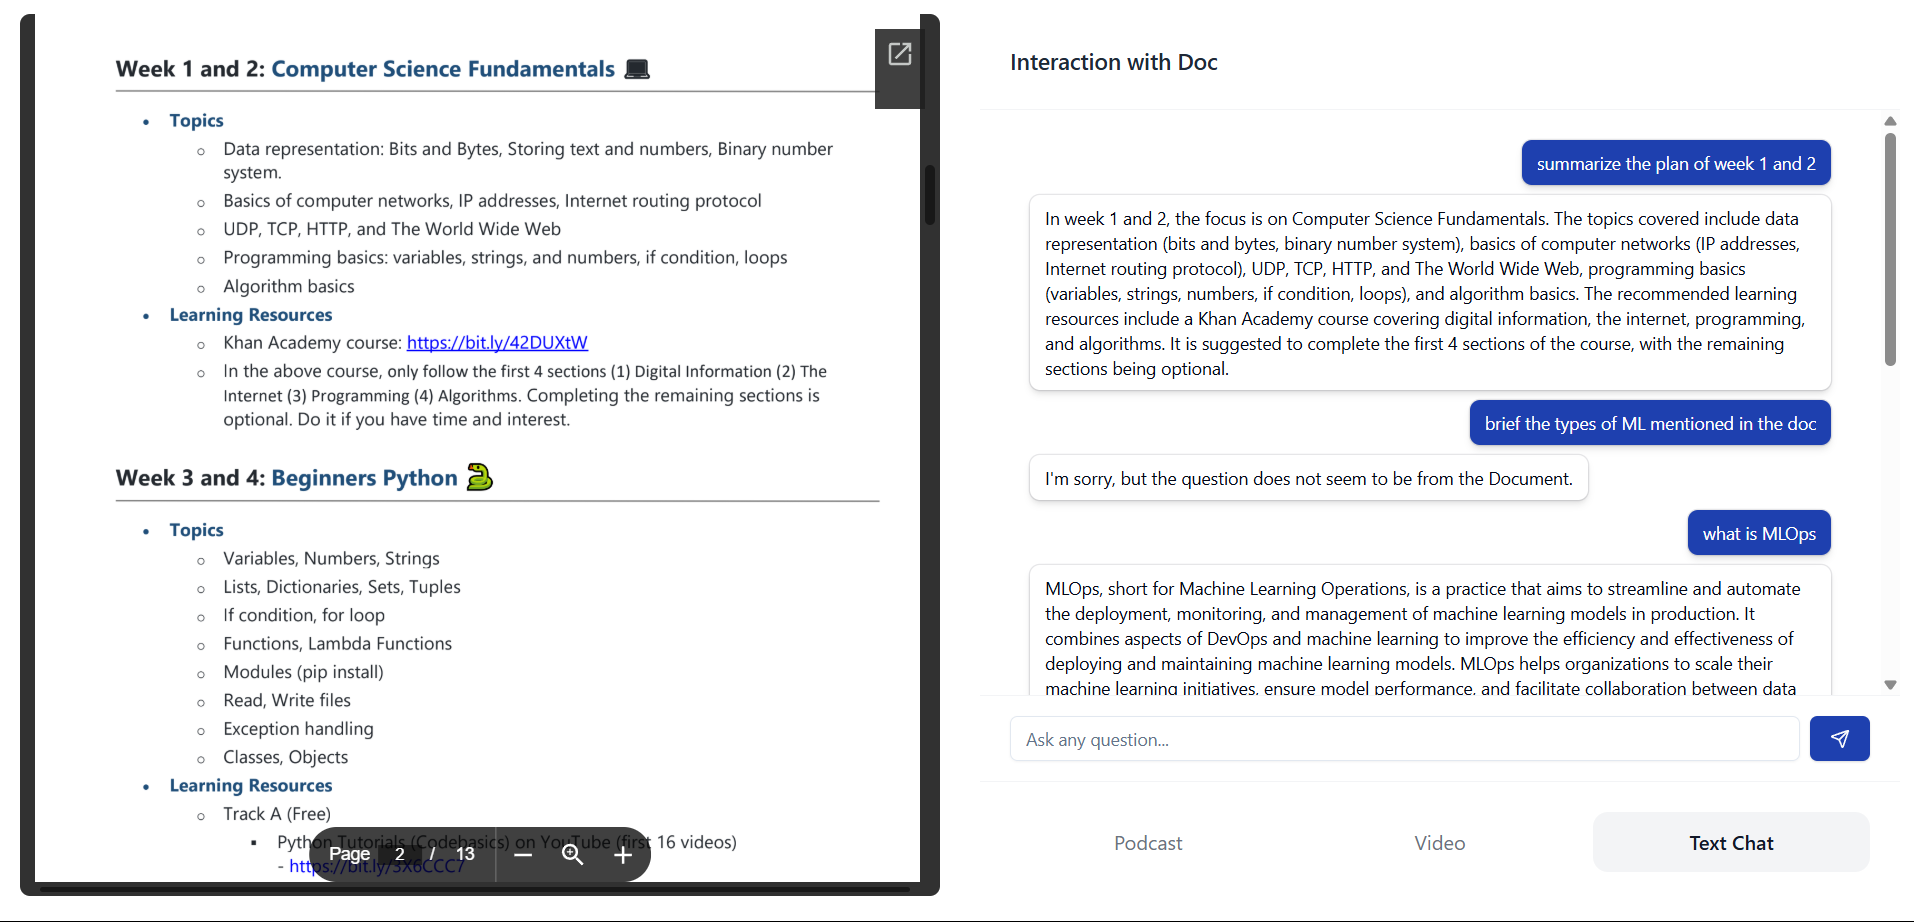 Week 1 and 2: Computer Science Fundamentals
• Topics
o Data representation: Bits and Bytes, Storing text and numbers, Binary number
system.
o Basics of computer networks, IP addresses, Internet routing protocol
o UDP, TCP, HTTP, and The World Wide Web
o Programming basics: variables, strings, and numbers, if condition, loops
o Algorithm basics
• Learning Resources
o Khan Academy course: https://bit.ly/42DUXtW
o In the above course, only follow the first 4 sections (1) Digital Information (2) The
Internet (3) Programming (4) Algorithms. Completing the remaining sections is
optional. Do it if you have time and interest.
Week 3 and 4: Beginners Python
• Topics
o Variables, Numbers, Strings
o Lists, Dictionaries, Sets, Tuples
o If condition, for loop
o Functions, Lambda Functions
o Modules (pip install)
o Read, Write files
o Exception handling
o Classes, Objects
• Learning Resources
o Track A (Free)
▪ Python Tutorials (Codebasics) on YouTube (first 16 videos)
- https://bit.ly/3X6CCC7
Page 2 / 13
Interaction with Doc
summarize the plan of week 1 and 2
In week 1 and 2, the focus is on Computer Science Fundamentals. The topics covered include data
representation (bits and bytes, binary number system), basics of computer networks (IP addresses,
Internet routing protocol), UDP, TCP, HTTP, and The World Wide Web, programming basics
(variables, strings, numbers, if condition, loops), and algorithm basics. The recommended learning
resources include a Khan Academy course covering digital information, the internet, programming,
and algorithms. It is suggested to complete the first 4 sections of the course, with the remaining
sections being optional.
brief the types of ML mentioned in the doc
I'm sorry, but the question does not seem to be from the Document.
what is MLOps
MLOps, short for Machine Learning Operations, is a practice that aims to streamline and automate
the deployment, monitoring, and management of machine learning models in production. It
combines aspects of DevOps and machine learning to improve the efficiency and effectiveness of
deploying and maintaining machine learning models. MLOps helps organizations to scale their
machine learning initiatives, ensure model performance, and facilitate collaboration between data
Ask any question...
Podcast
Video
Text Chat